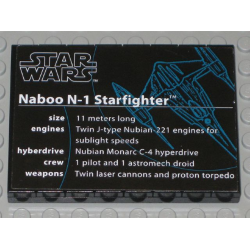 STAR
WARS
Naboo N-1 Starfighter™
size 11 meters long
engines Twin J-type Nubian-221 engines for
sublight speeds
hyperdrive Nubian Monarc C-4 hyperdrive
crew 1 pilot and 1 astromech droid
weapons Twin laser cannons and proton torpedo